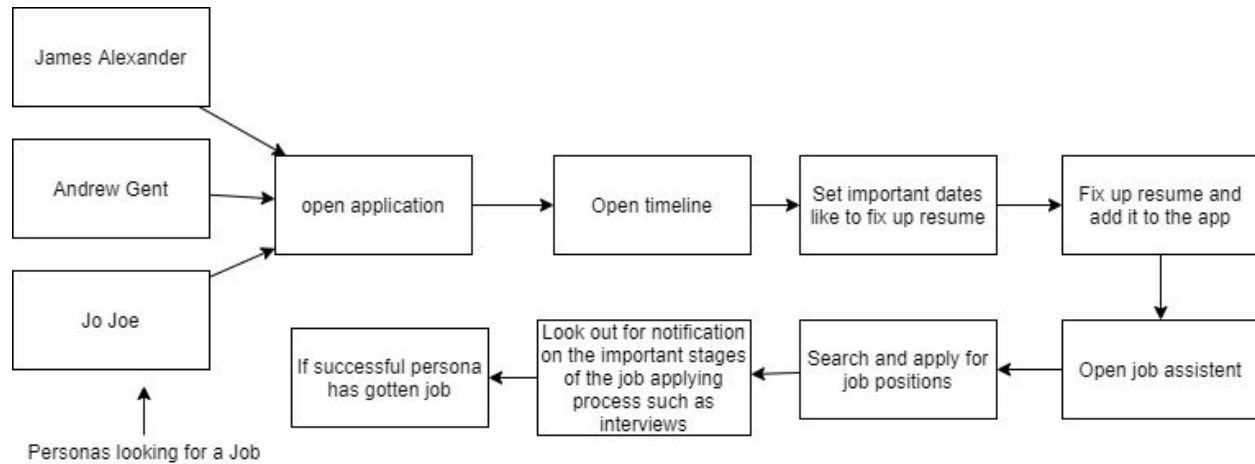 James Alexander
Andrew Gent
Jo Joe
Personas looking for a Job
open application
Open timeline
Set important dates
like to fix up resume
Fix up resume and
add it to the app
Open job assistent
Search and apply for
job positions
Look out for notification
on the important stages
of the job applying
process such as
interviews
If successful persona
has gotten job